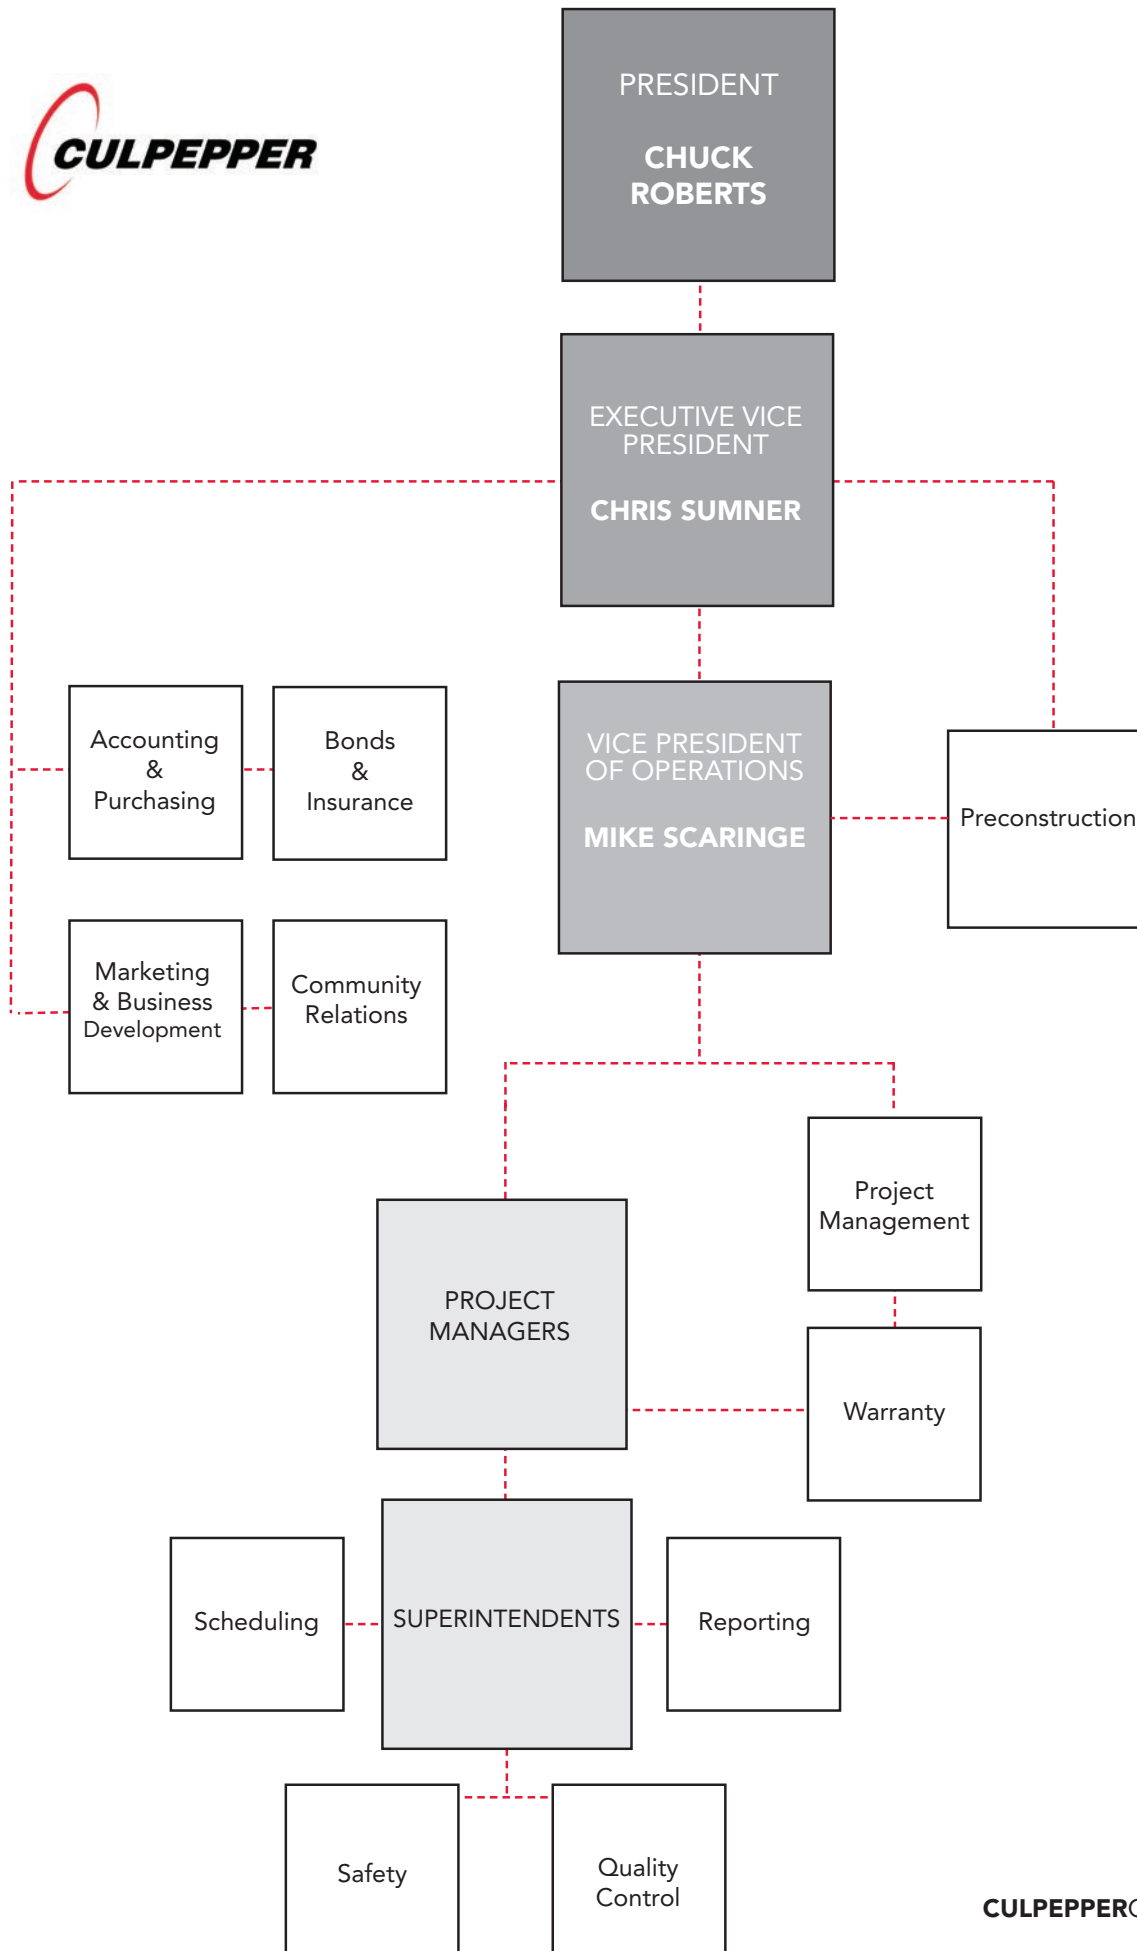 CULPEPPER
PRESIDENT
CHUCK
ROBERTS
EXECUTIVE VICE
PRESIDENT
CHRIS SUMNER
Accounting
&
Purchasing
Bonds
&
Insurance
VICE PRESIDENT
OF OPERATIONS
MIKE SCARINGE
Preconstruction
Marketing
& Business
Development
Community
Relations
Project
Management
PROJECT
MANAGERS
Warranty
Scheduling
SUPERINTENDENTS
Reporting
Safety
Quality
Control
CULPEPPER